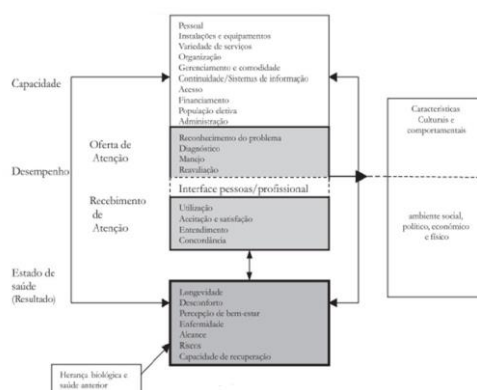 Capacidade
Desempenho
Estado de
saúde
(Resultado)
Oferta de
Atenção
Recebimento
de
Atenção
Pessoal
Instalações e equipamentos
Variedade de serviços
Organização
Gerenciamento e comodidade
Continuidade/Sistemas de informação
Acesso
Financiamento
População eletiva
Administração
Reconhecimento do problema
Diagnóstico
Manejo
Reavaliação
Interface pessoas/profissional
Utilização
Aceitação e satisfação
Entendimento
Concordância
Longevidade
Desconforto
Percepção de bem-estar
Enfermidade
Alcance
Riscos
Capacidade de recuperação
Herança biológica e
saúde anterior
Características
Culturais e
comportamentais
ambiente social,
político, econômico
e físico